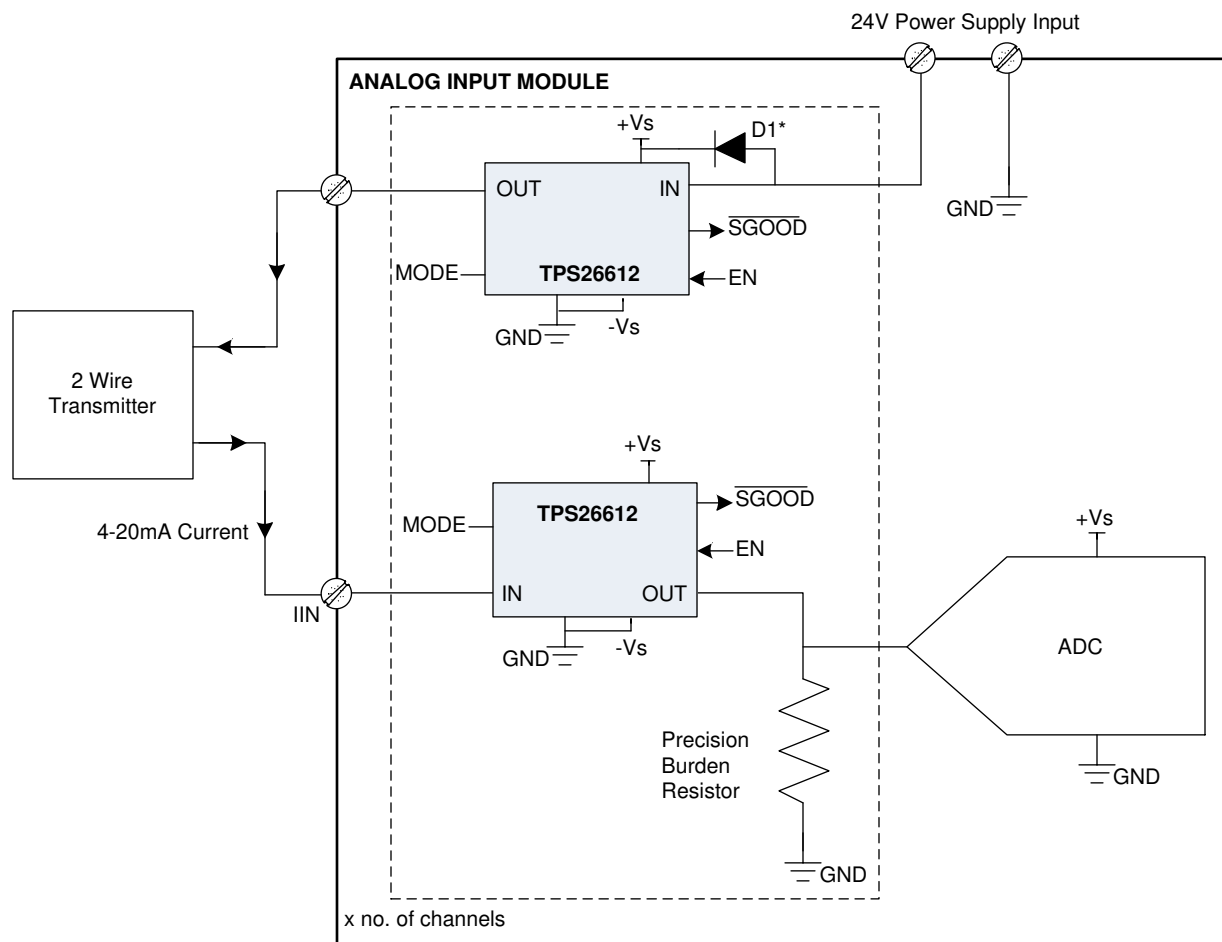 24V Power Supply Input
ANALOG INPUT MODULE
+Vs
D1*
OUT
IN
SGOOD
MODE
TPS26612
EN
GND
-Vs
GND
2 Wire
Transmitter
+Vs
SGOOD
MODE
TPS26612
EN
4-20mA Current
IN
OUT
IIN
GND
-Vs
+Vs
ADC
GND
Precision
Burden
Resistor
GND
x no. of channels